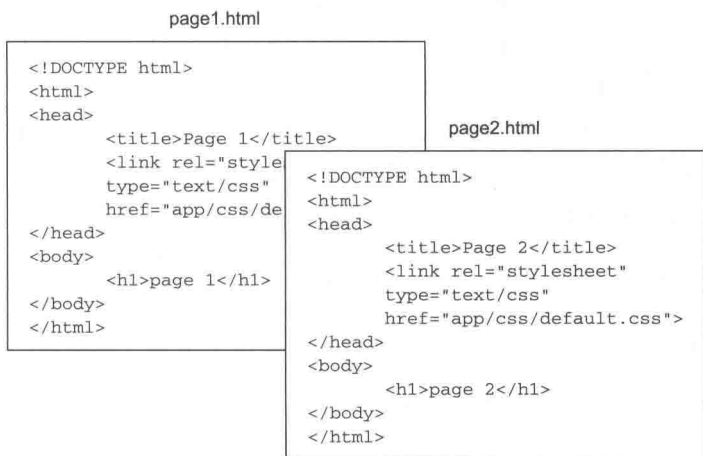 page1.html
<!DOCTYPE html>
<html>
<head>
<title>Page 1</title>
<link rel="styles
type="text/css"
href="app/css/de
</head>
<body>
<h1>page 1</h1>
</body>
</html>
page2.html
<!DOCTYPE html>
<html>
<head>
<title>Page 2</title>
<link rel="stylesheet"
type="text/css"
href="app/css/default.css">
</head>
<body>
<h1>page 2</h1>
</body>
</html>